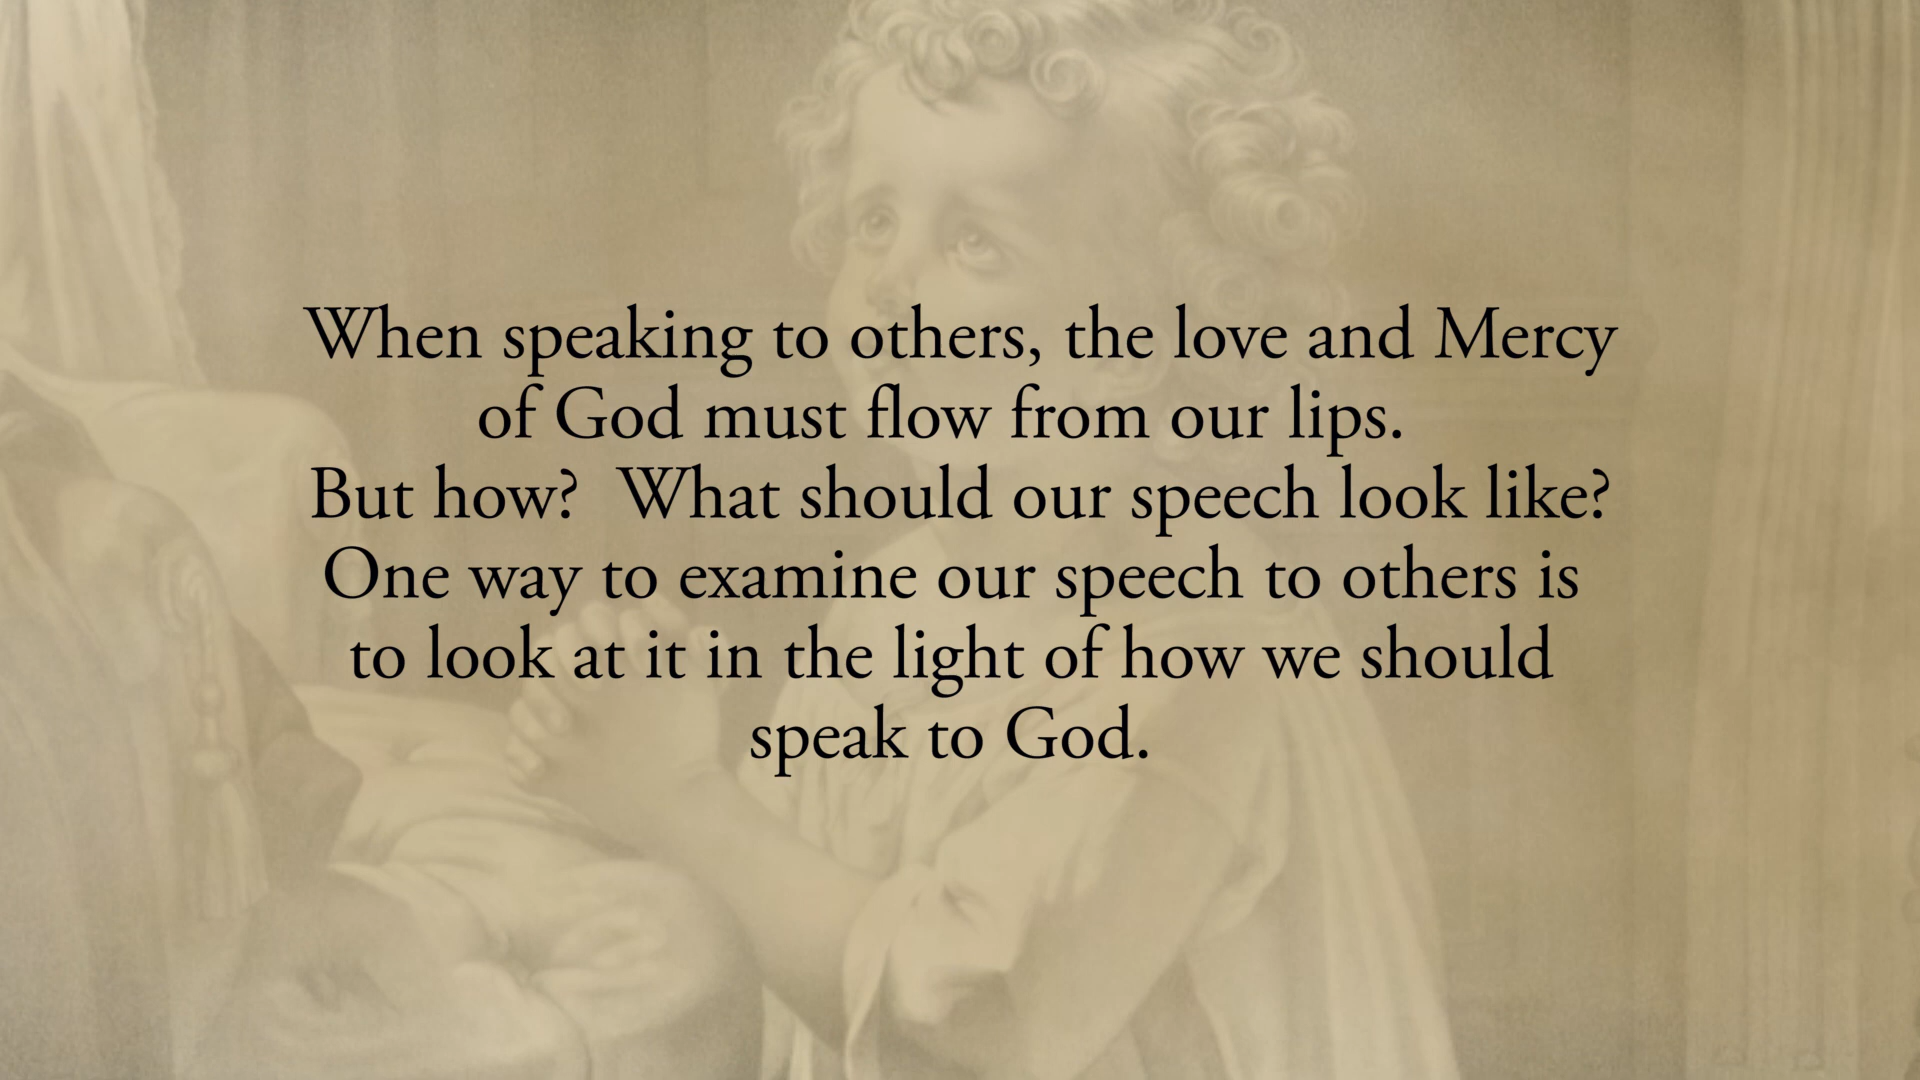 When speaking to others, the love and Mercy
of God must flow from our lips.
But how?  What should our speech look like?
One way to examine our speech to others is
to look at it in the light of how we should
speak to God.